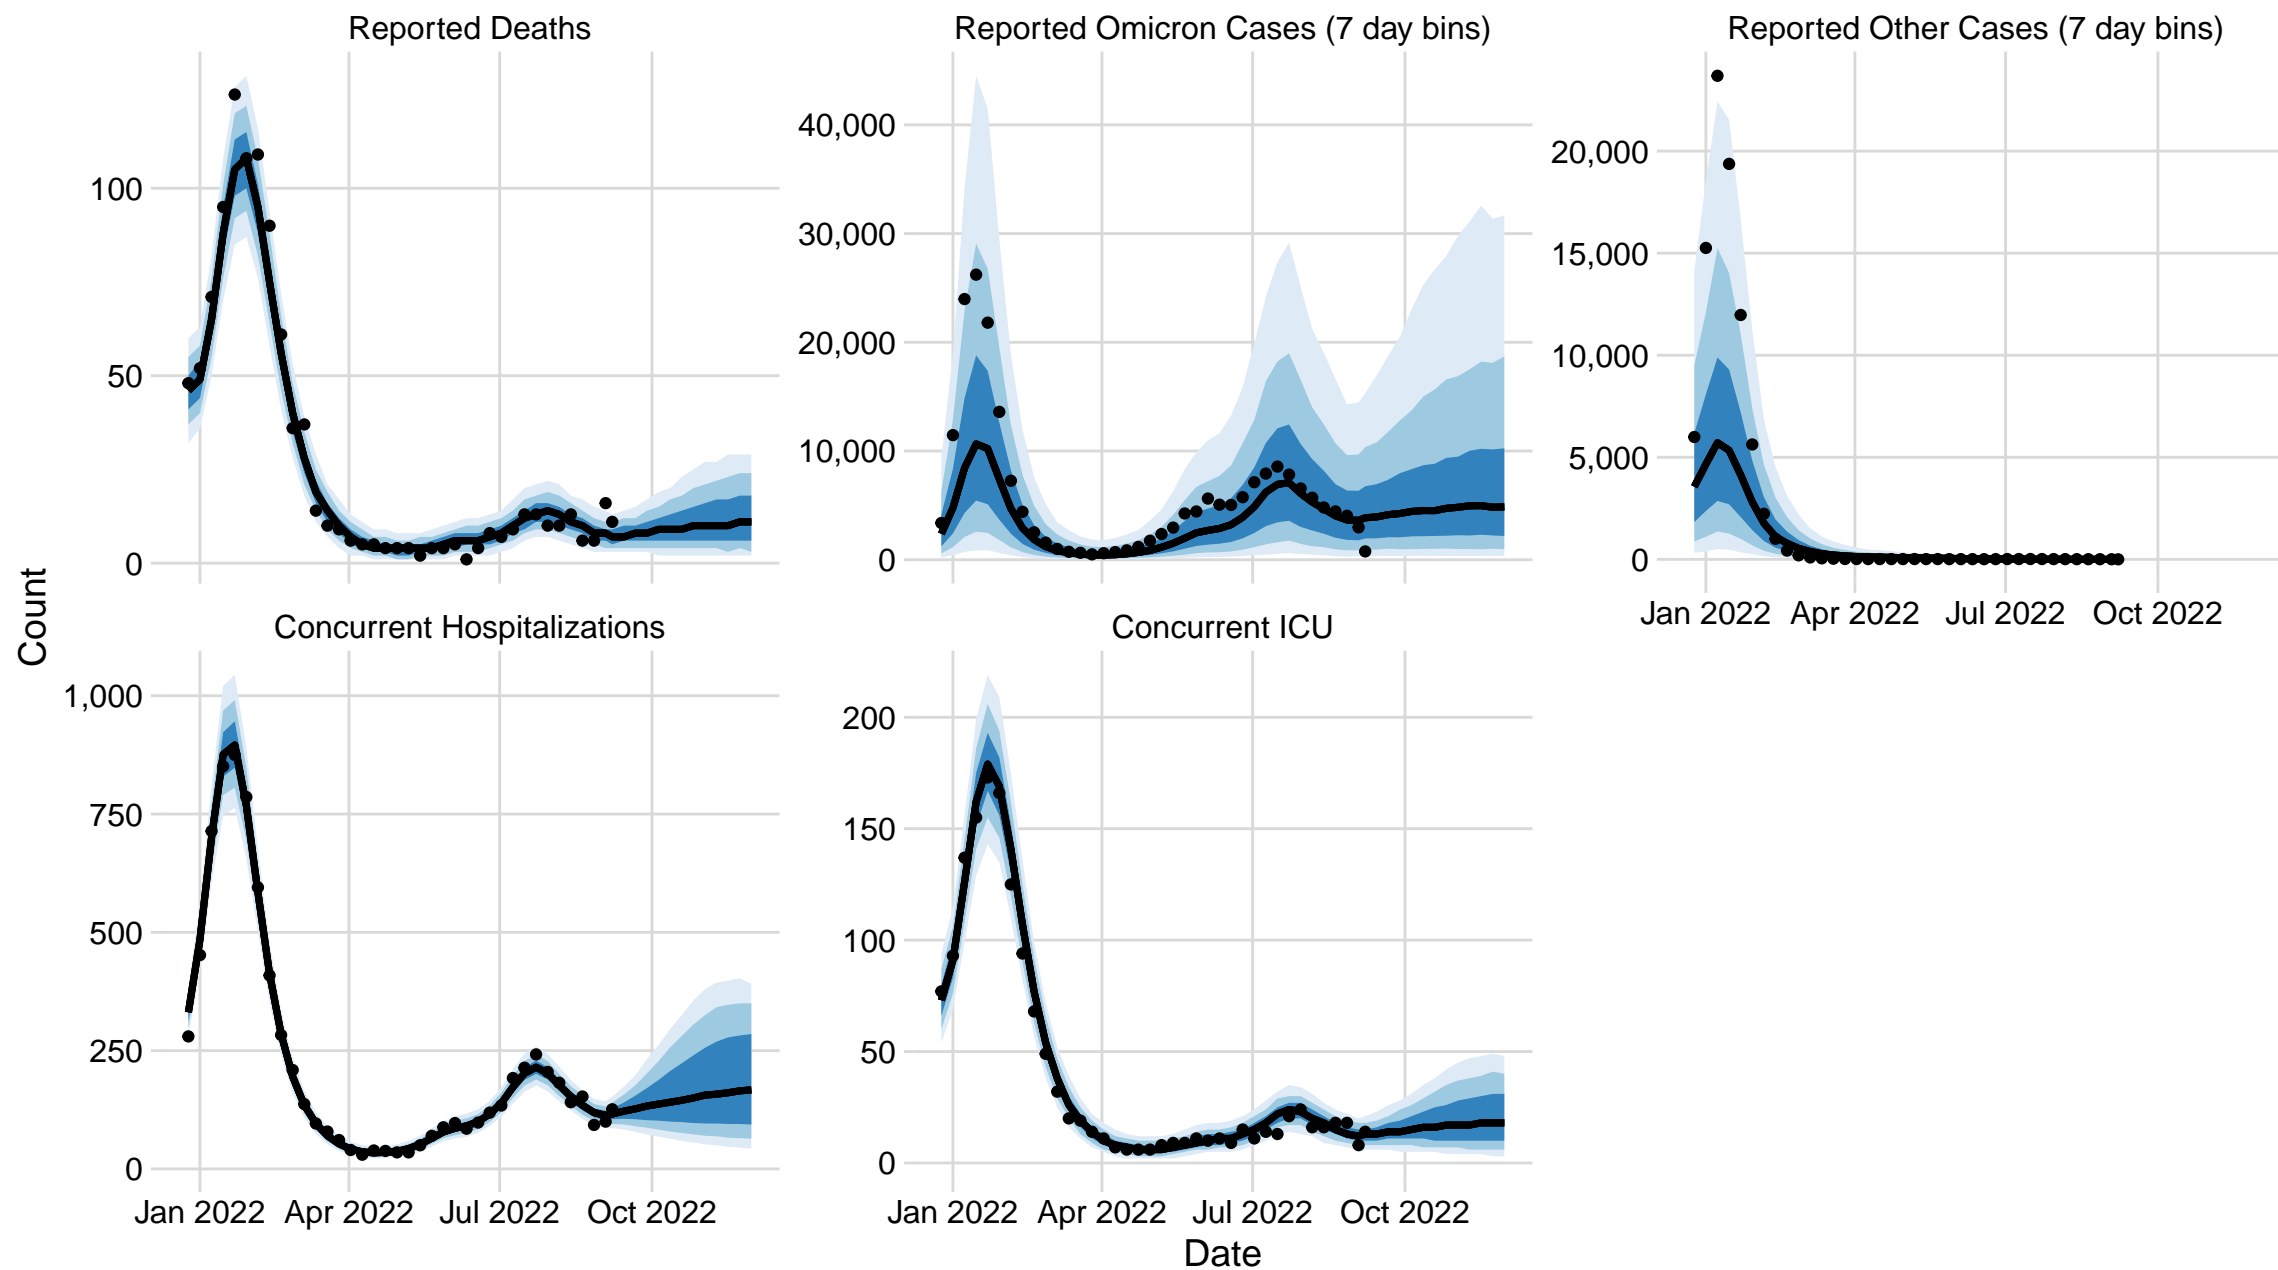 Reported Deaths
Reported Omicron Cases (7 day bins)
Reported Other Cases (7 day bins)
100
50
0
40,000
30,000
20,000
10,000
0
20,000
15,000
10,000
5,000
0
Jan 2022 Apr 2022 Jul 2022 Oct 2022
Count
Concurrent Hospitalizations
Concurrent ICU
1,000
750
500
250
0
Jan 2022 Apr 2022 Jul 2022 Oct 2022
200
150
100
50
0
Jan 2022 Apr 2022 Jul 2022 Oct 2022
Date